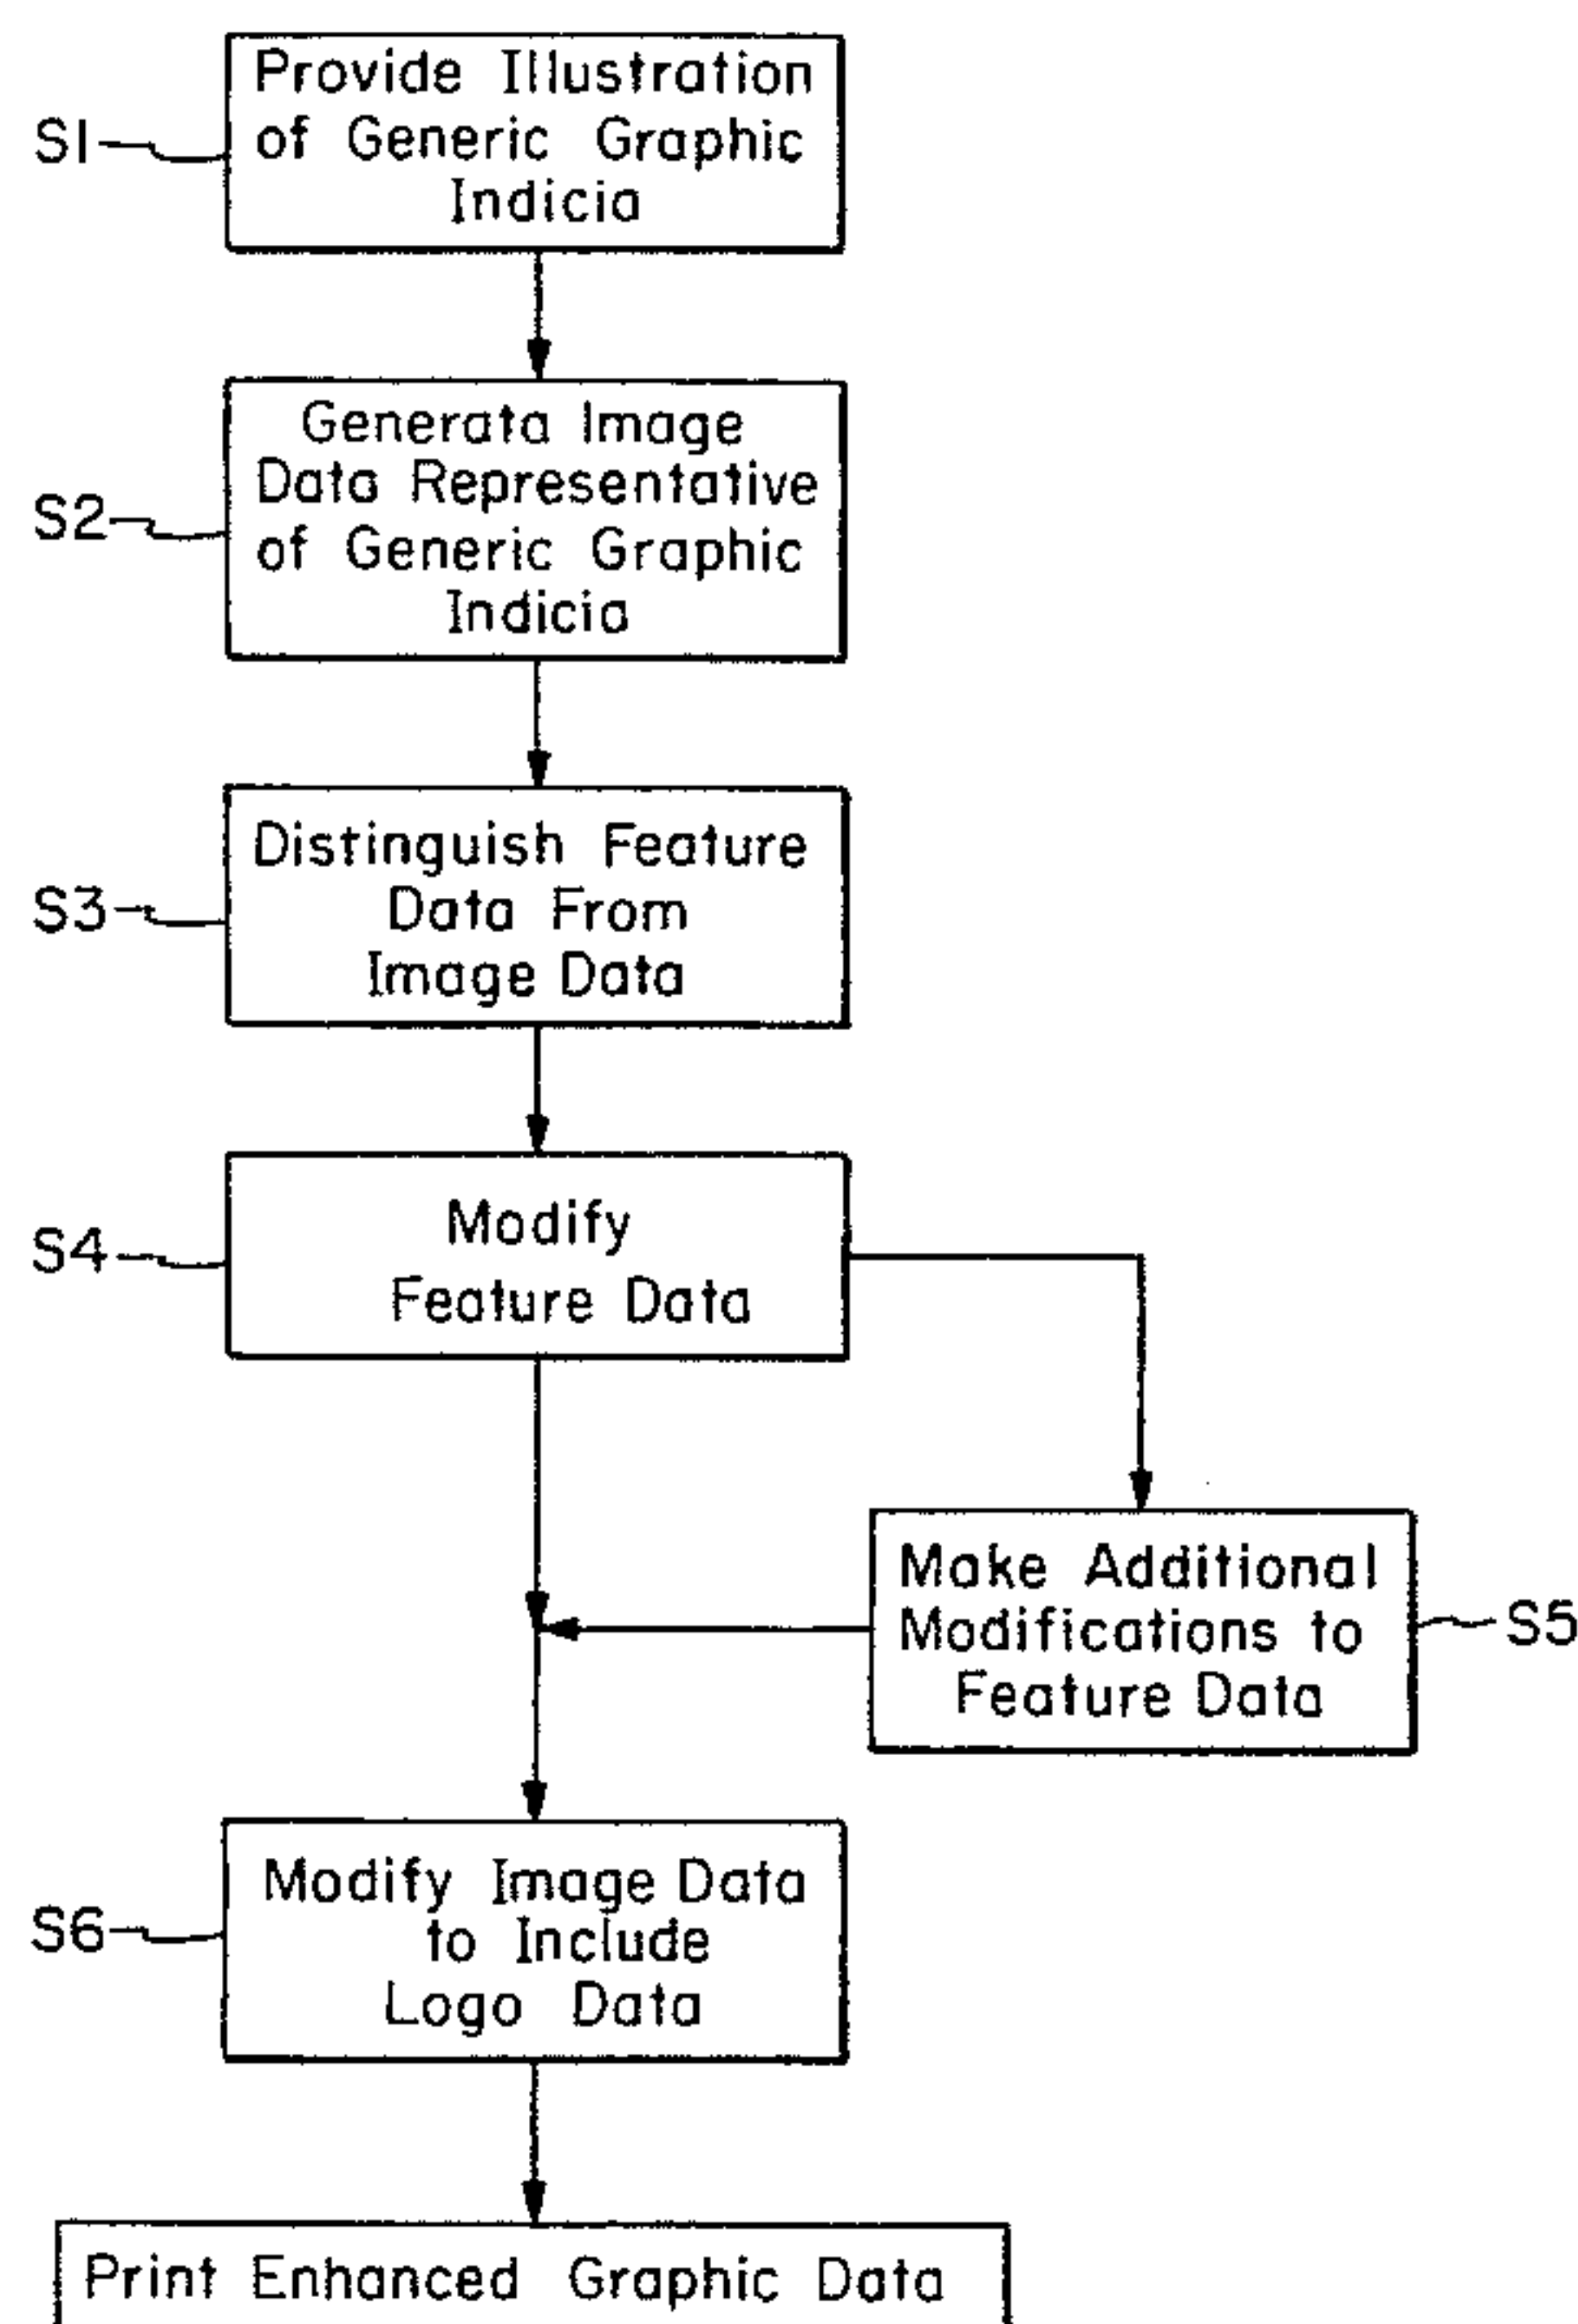 Provide Illustration
S1
of Generic Graphic
Indicia
Generata Image
Data Representative
S2
of Generic Graphic
Indicia
Distinguish Feature
S3
Data From
Image Data
Modify
S4
Feature Data
Make Additional
Modifications to
S5
Feature Data
Modify Image Data
S6
to Include
Logo Data
Print Enhanced Graphic Data